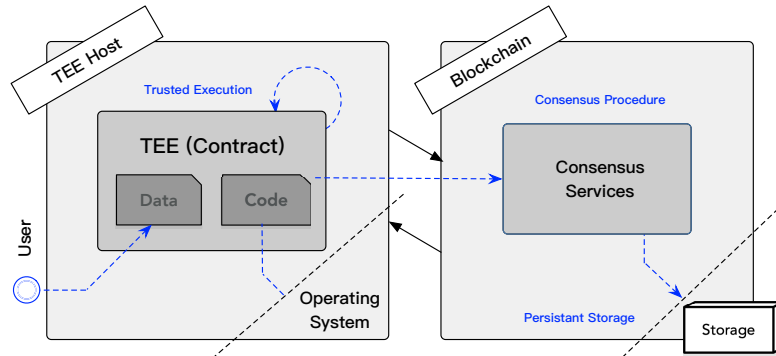 TEE Host
Blockchain
Trusted Execution
Consensus Procedure
TEE (Contract)
Data
Code
Consensus
Services
User
Operating
System
Persistant Storage
Storage